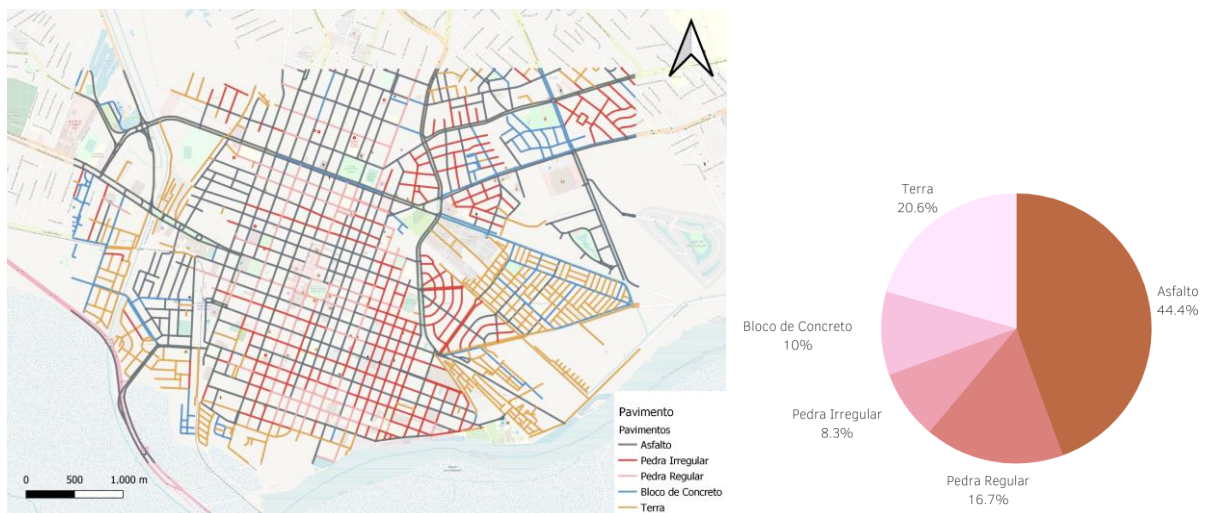 Pavimento
Pavimentos
Asfalto
Pedra Irregular
Pedra Regular
Bloco de Concreto
Terra
0 500 1.000 m
Terra
20.6%
Asfalto
44.4%
Bloco de Concreto
10%
Pedra Irregular
8.3%
Pedra Regular
16.7%